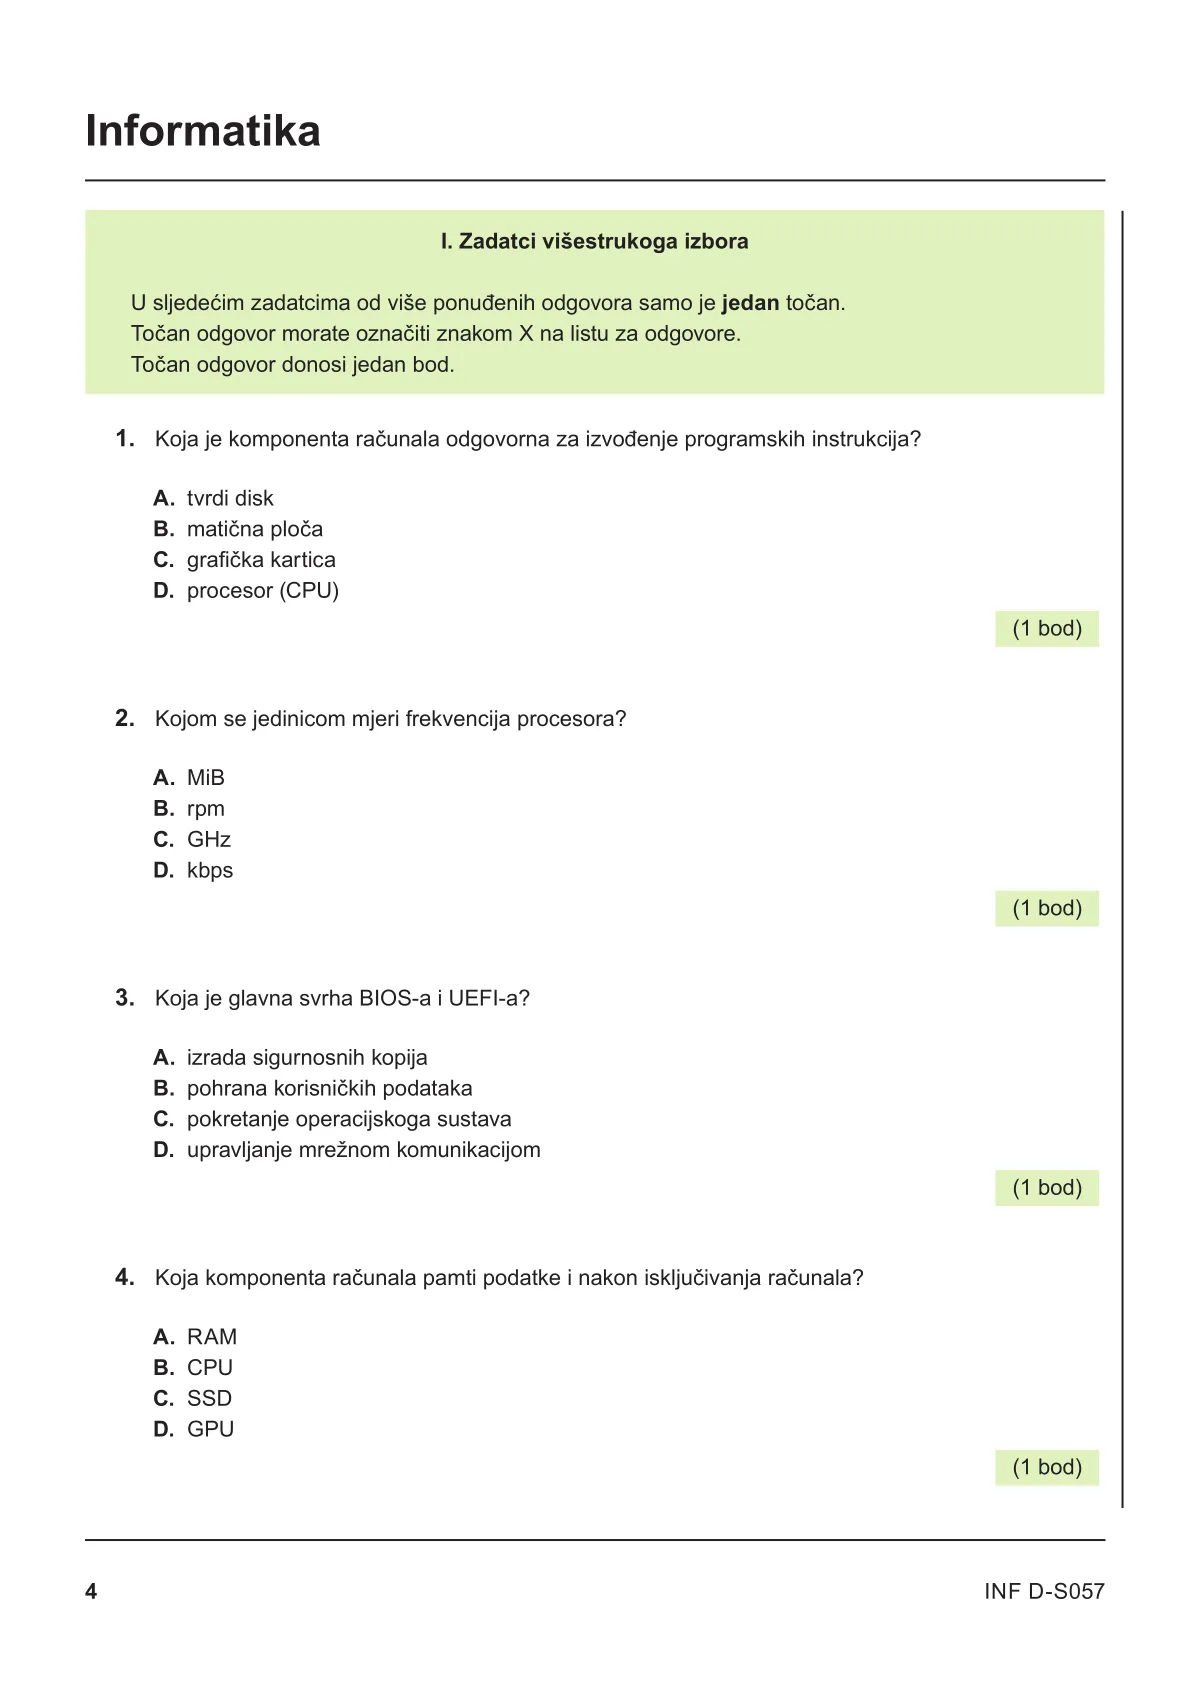 Informatika
I. Zadatci višestrukoga izbora
U sljedećim zadatcima od više ponuđenih odgovora samo je jedan točan.
Točan odgovor morate označiti znakom X na listu za odgovore.
Točan odgovor donosi jedan bod.
1. Koja je komponenta računala odgovorna za izvođenje programskih instrukcija?
A. tvrdi disk
B. matična ploča
C. grafička kartica
D. procesor (CPU)
(1 bod)
2. Kojom se jedinicom mjeri frekvencija procesora?
A. MiB
B. rpm
C. GHz
D. kbps
(1 bod)
3. Koja je glavna svrha BIOS-a i UEFI-a?
A. izrada sigurnosnih kopija
B. pohrana korisničkih podataka
C. pokretanje operacijskoga sustava
D. upravljanje mrežnom komunikacijom
(1 bod)
4. Koja komponenta računala pamti podatke i nakon isključivanja računala?
A. RAM
B. CPU
C. SSD
D. GPU
(1 bod)
4 INF D-S057